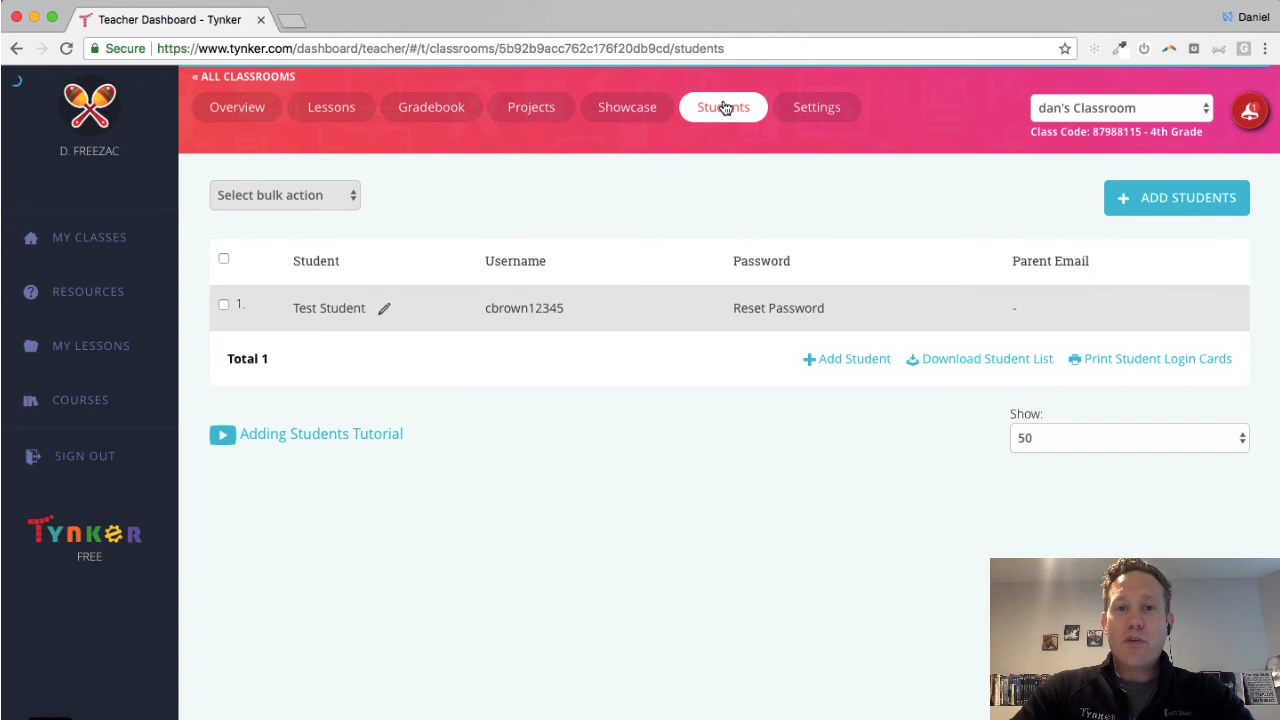 Teacher Dashboard - Tynker
Daniel
Secure https://www.tynker.com/dashboard/teacher/#/t/classrooms/5b92b9acc762c176f20db9cd/students
« ALL CLASSROOMS
Overview Lessons Gradebook Projects Showcase Students Settings
dan's Classroom
Class Code: 87988115 - 4th Grade
D. FREEZAC
MY CLASSES
RESOURCES
MY LESSONS
COURSES
SIGN OUT
TYNKER
FREE
Select bulk action
+ ADD STUDENTS
Student Username Password Parent Email
1. Test Student cbrown12345 Reset Password -
Total 1
Add Student Download Student List Print Student Login Cards
Adding Students Tutorial
Show:
50